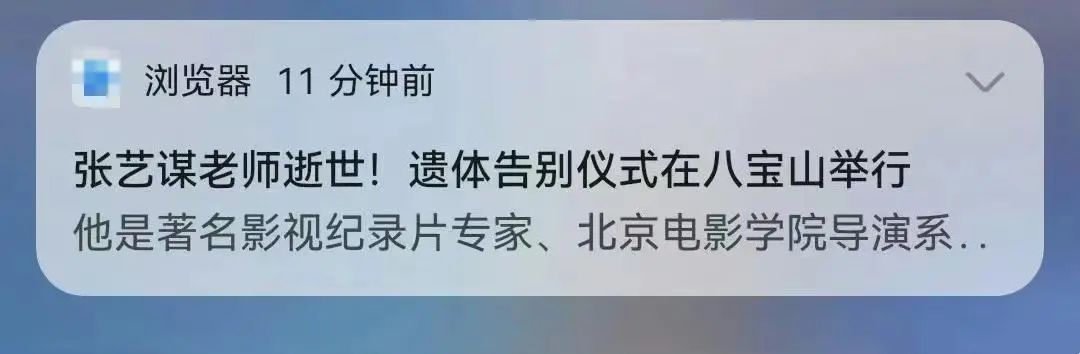 浏览器 11 分钟前
张艺谋老师逝世！遗体告别仪式在八宝山举行
他是著名影视纪录片专家、北京电影学院导演系..